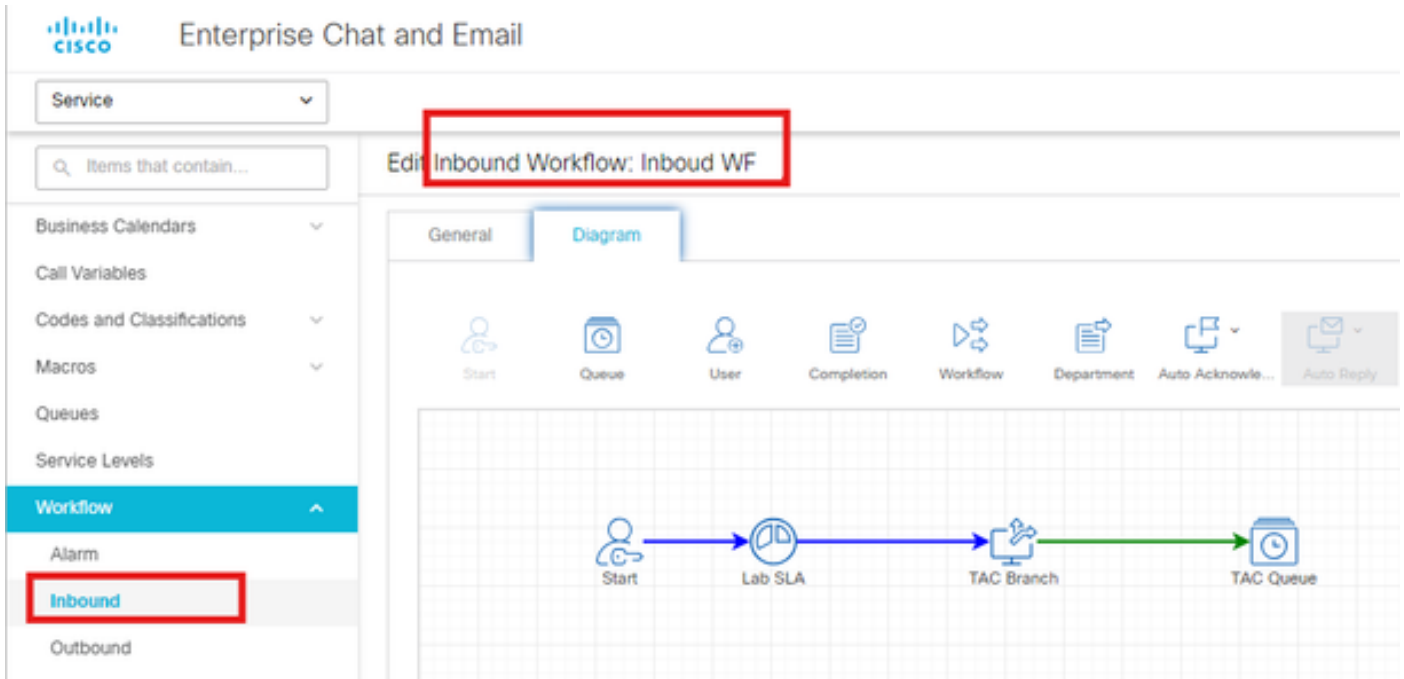 CISCO
Enterprise Chat and Email
Service
Items that contain...
Edit Inbound Workflow: Inboud WF
Business Calendars
Call Variables
Codes and Classifications
Macros
Queues
Service Levels
Workflow
Alarm
Inbound
Outbound
General Diagram
Start Queue User Completion Workflow Department Auto Acknowle... Auto Reply
Start Lab SLA TAC Branch TAC Queue